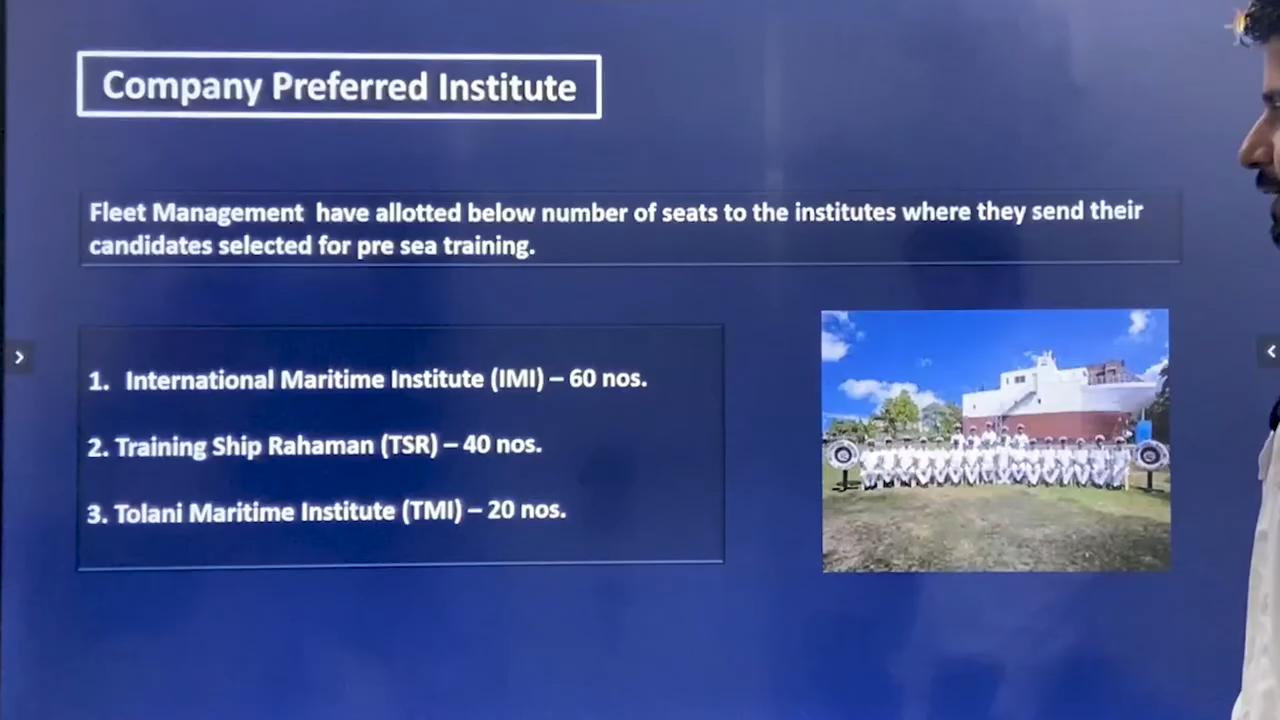 Company Preferred Institute
Fleet Management have allotted below number of seats to the institutes where they send their
candidates selected for pre sea training.
1. International Maritime Institute (IMI) – 60 nos.
2. Training Ship Rahaman (TSR) – 40 nos.
3. Tolani Maritime Institute (TMI) – 20 nos.